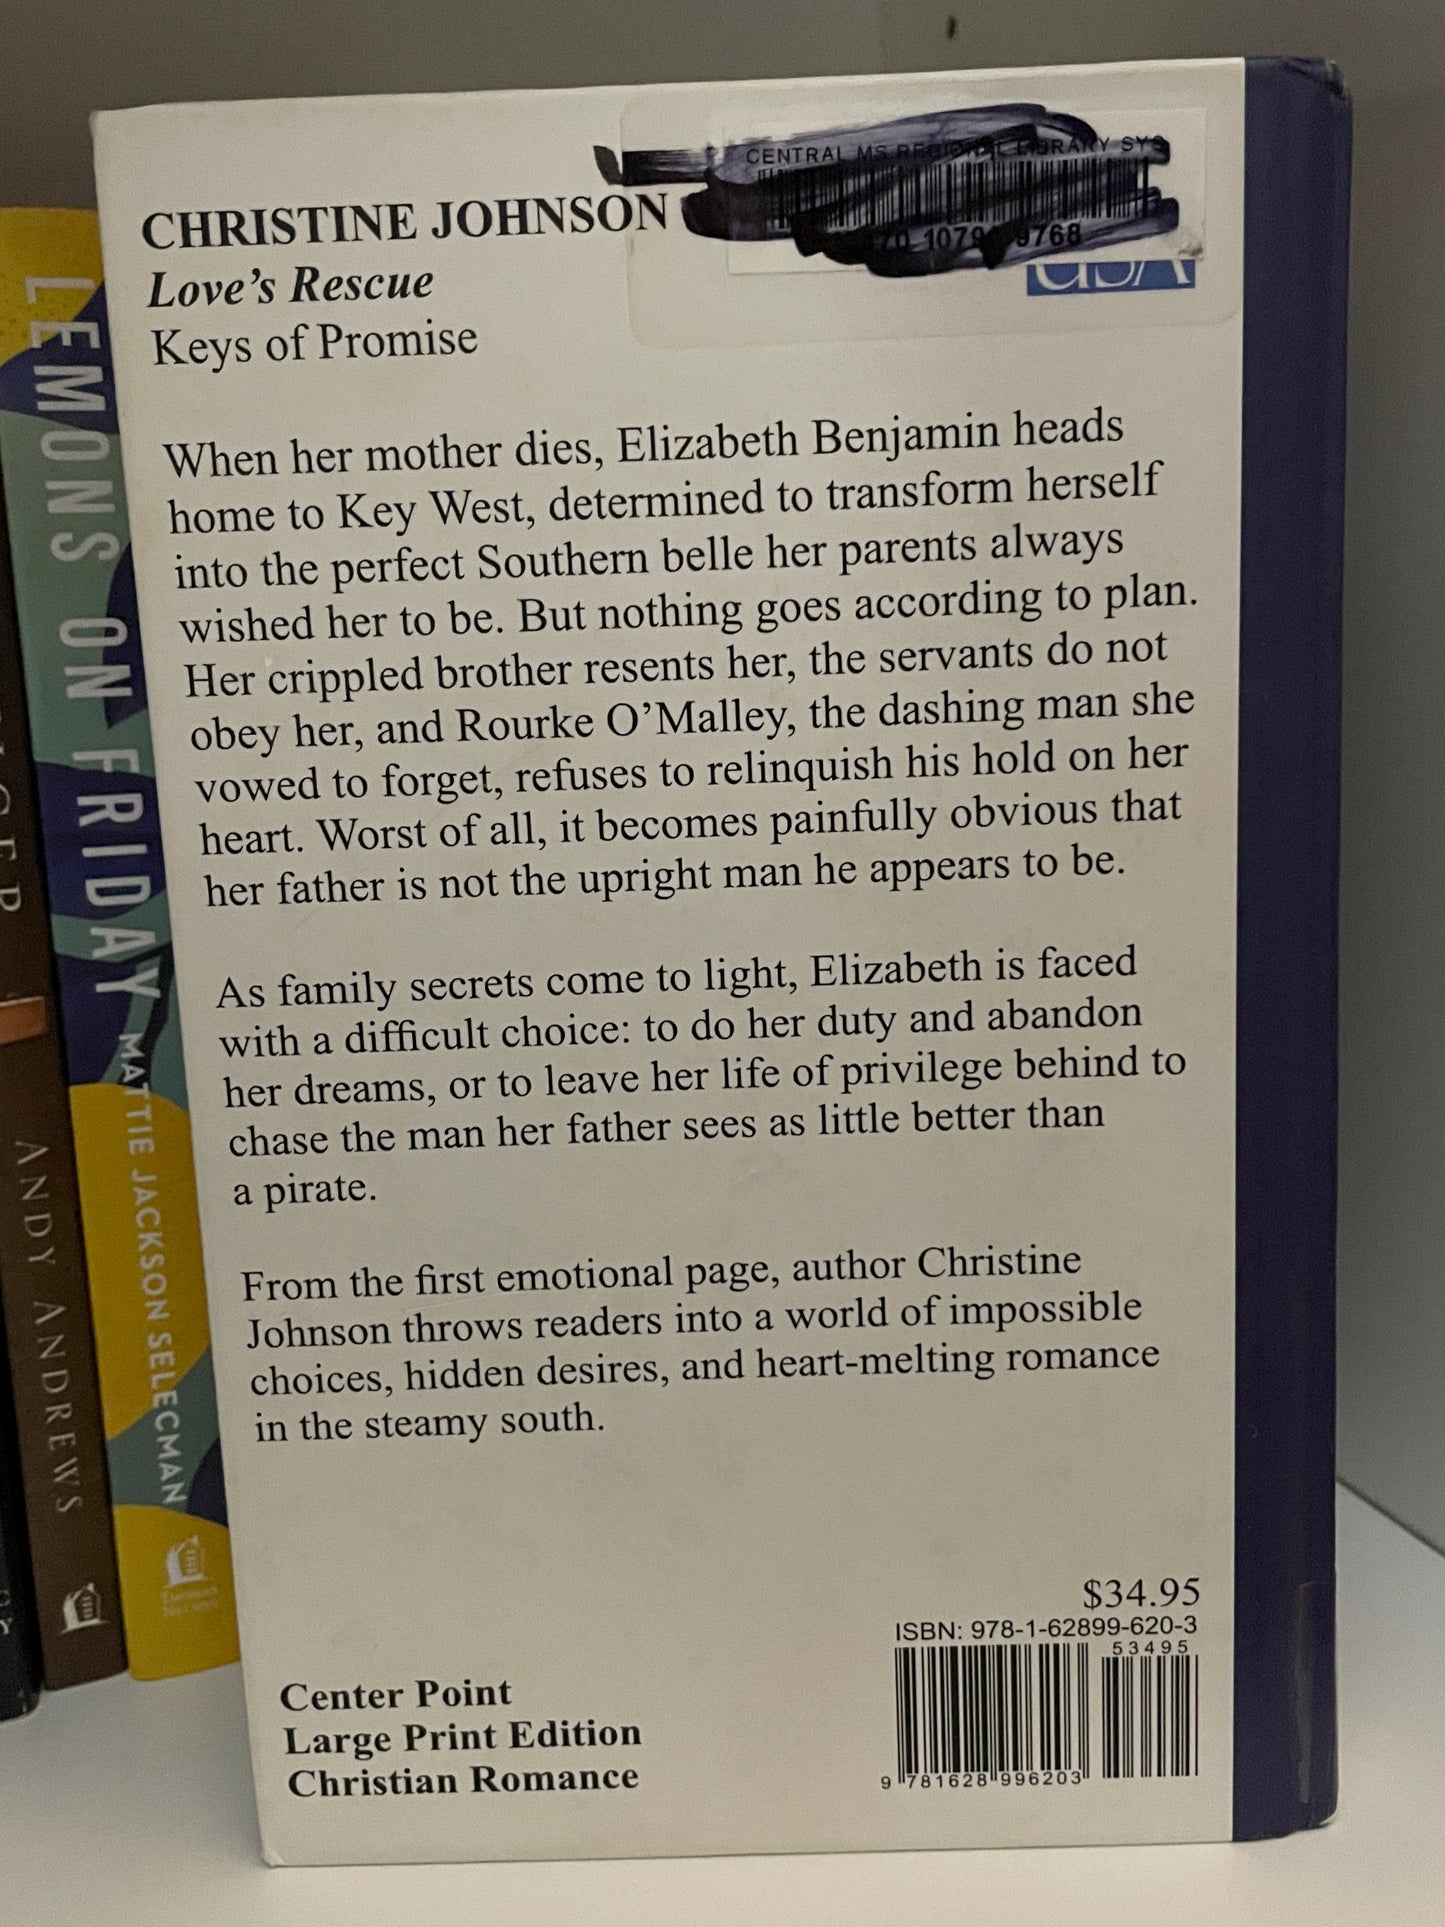 CENTRAL MS REGIONAL LIBRARY SYS
CHRISTINE JOHNSON
Love's Rescue
Keys of Promise
When her mother dies, Elizabeth Benjamin heads
home to Key West, determined to transform herself
into the perfect Southern belle her parents always
wished her to be. But nothing goes according to plan.
Her crippled brother resents her, the servants do not
obey her, and Rourke O'Malley, the dashing man she
vowed to forget, refuses to relinquish his hold on her
heart. Worst of all, it becomes painfully obvious that
her father is not the upright man he appears to be.
As family secrets come to light, Elizabeth is faced
with a difficult choice: to do her duty and abandon
her dreams, or to leave her life of privilege behind to
chase the man her father sees as little better than
a pirate.
From the first emotional page, author Christine
Johnson throws readers into a world of impossible
choices, hidden desires, and heart-melting romance
in the steamy south.
$34.95
ISBN: 978-1-62899-620-3
53495
9 781628 996203
Center Point
Large Print Edition
Christian Romance
LEMONS ON FRIDAY
MATTIE JACKSON SELECMAN
ANDY ANDREWS